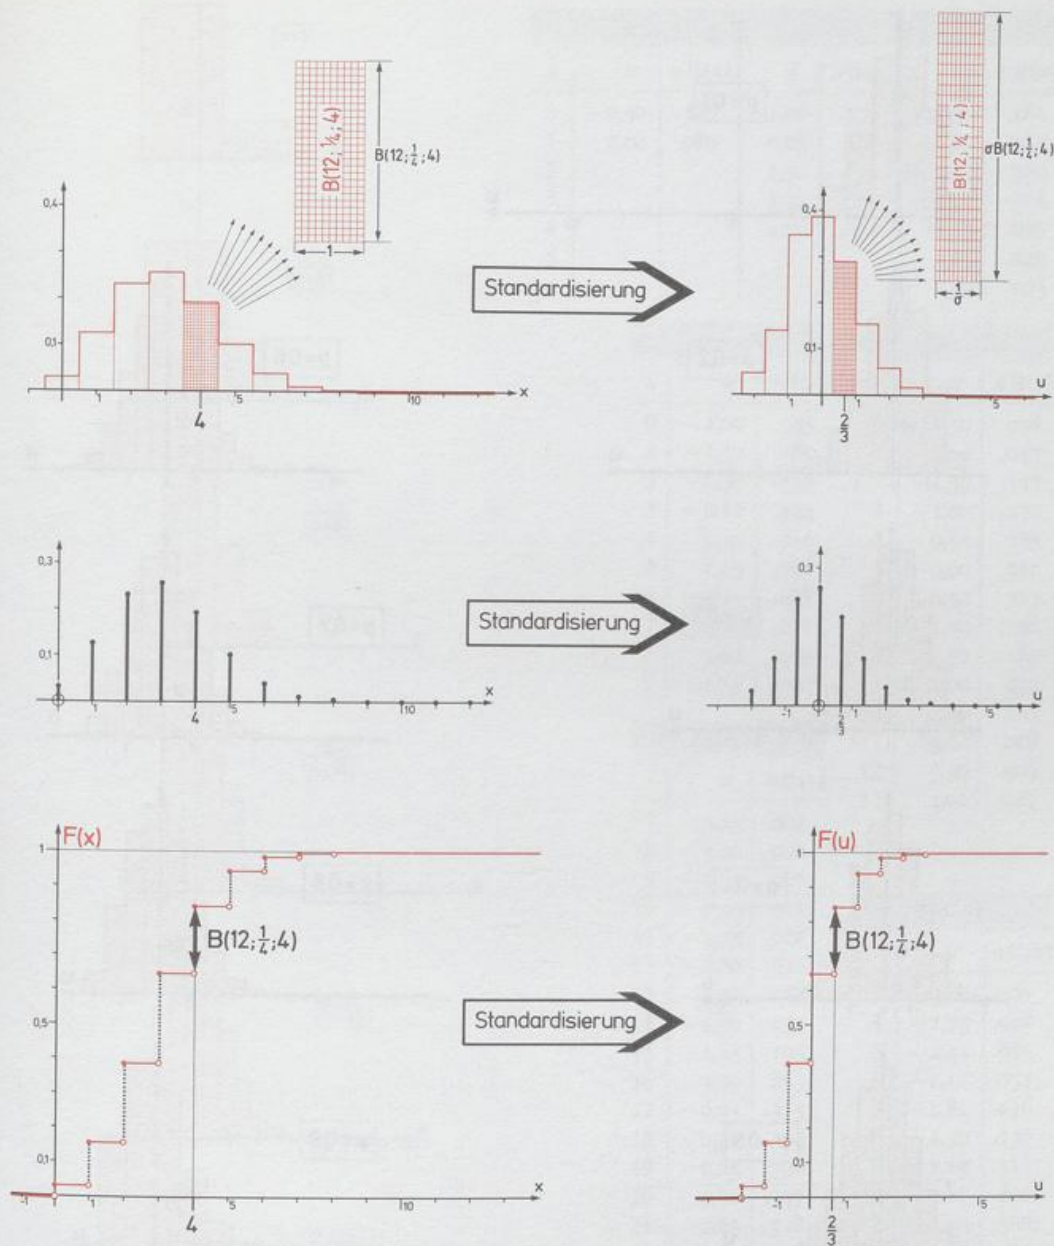 B(12; ¼; 4)
B(12; 1/4; 4)
1
0,4
0,1
1
4
5
10
x
Standardisierung
B(12; ¼; 4)
σB(12; 1/4; 4)
1/σ
0,4
0,1
1
2/3
1
5
u
0,3
0,1
1
4
5
10
x
Standardisierung
0,3
-1
2/3
1
5
u
F(x)
1
B(12; 1/4; 4)
0,5
0,1
-1
1
4
5
10
x
Standardisierung
F(u)
1
B(12; 1/4; 4)
0,5
0,1
-1
2/3
1
5
u